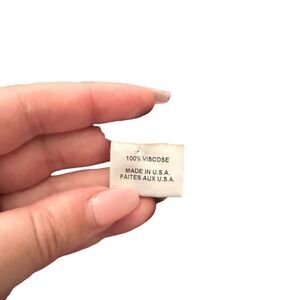 100% VISCOSE
MADE IN U.S.A.
FAITES AUX U.S.A.